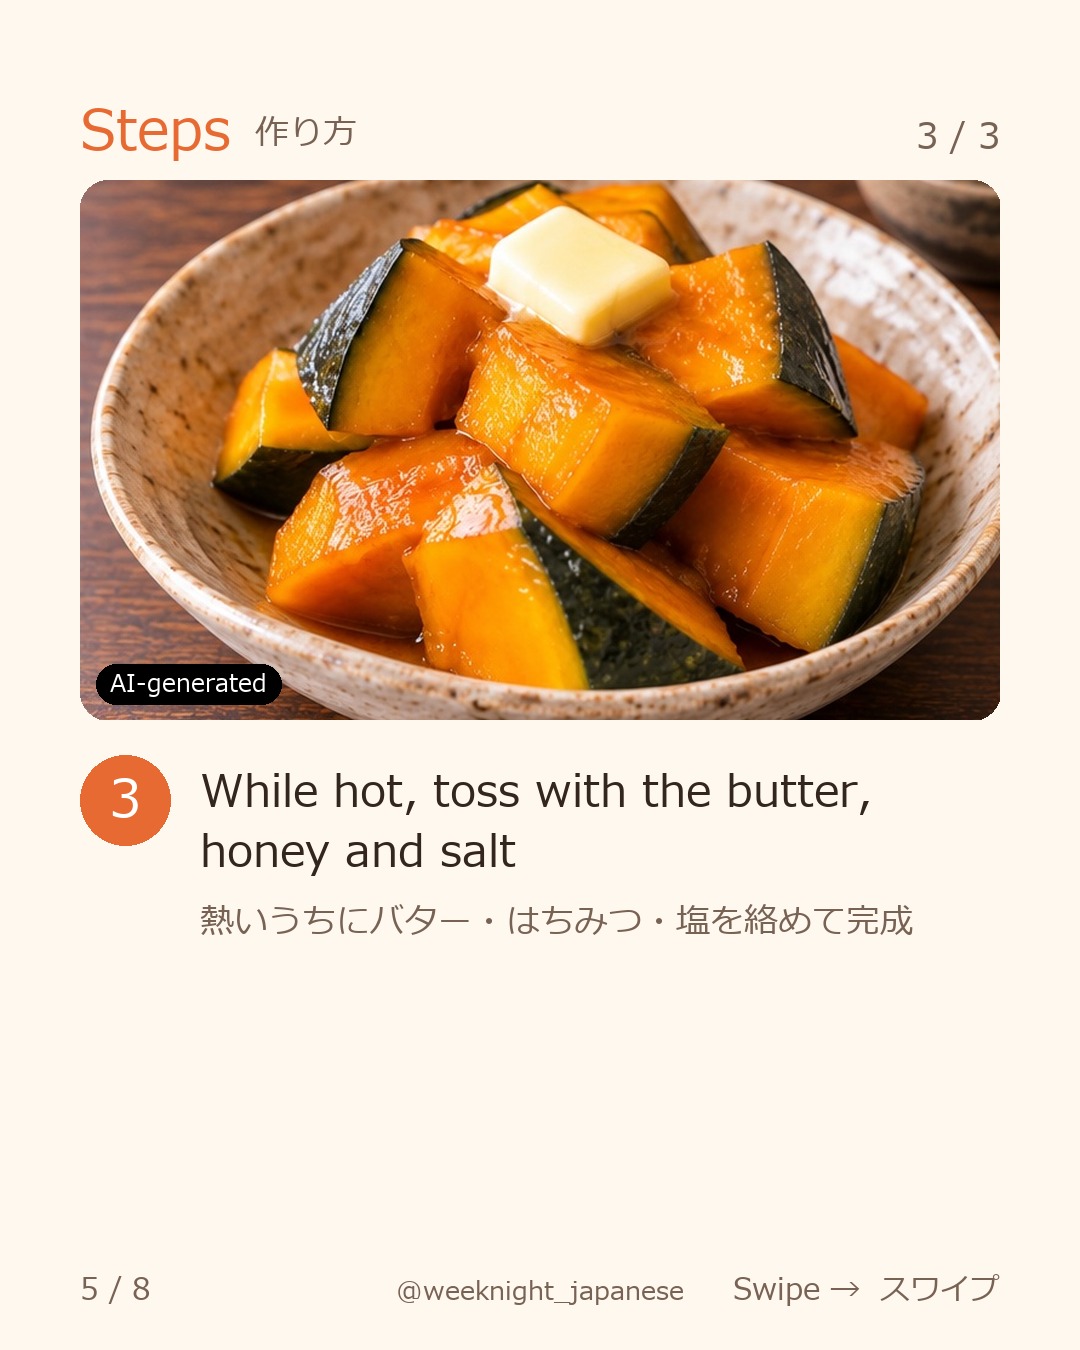 Steps 作り方
3 / 3
AI-generated
3
While hot, toss with the butter,
honey and salt
熱いうちにバター・はちみつ・塩を絡めて完成
5 / 8
@weeknight_japanese
Swipe → スワイプ